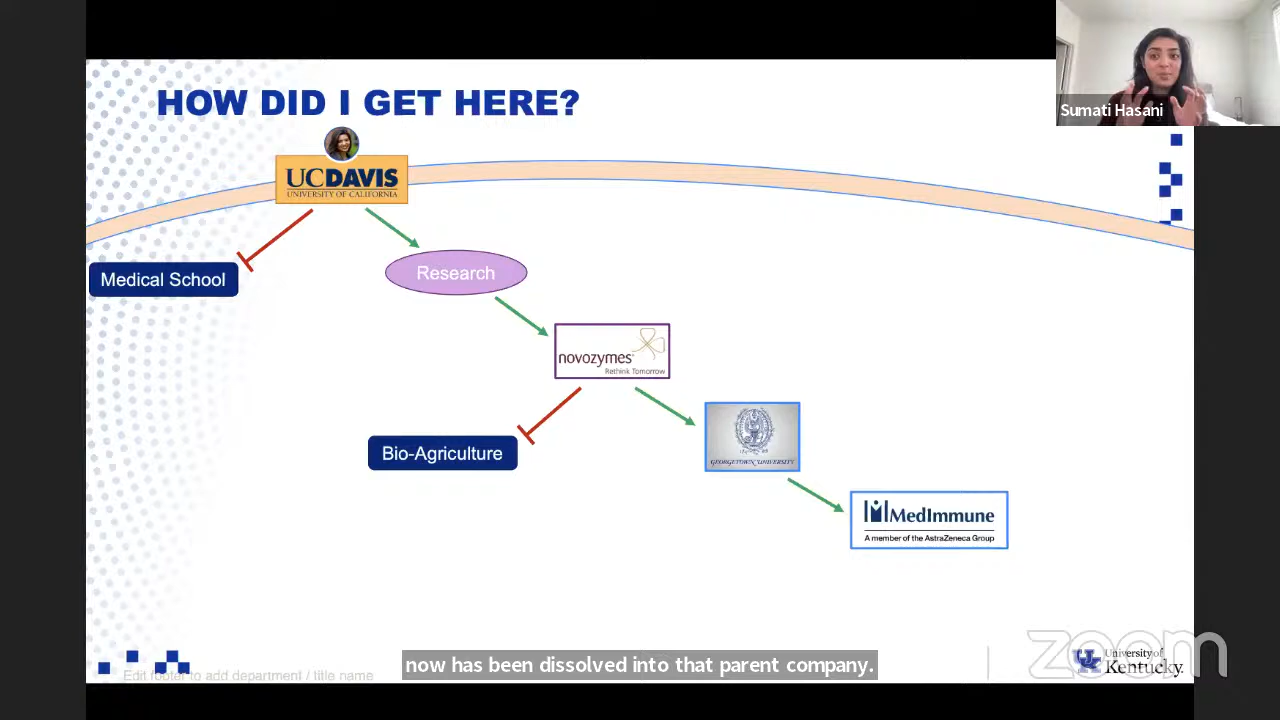 Sumati Hasani
HOW DID I GET HERE?
UCDAVIS
UNIVERSITY OF CALIFORNIA
Medical School
Research
novozymes
Rethink Tomorrow
Bio-Agriculture
GEORGETOWN UNIVERSITY
MedImmune
A member of the AstraZeneca Group
now has been dissolved into that parent company.
Edit footer to add department / title name
zoom
University of
Kentucky.